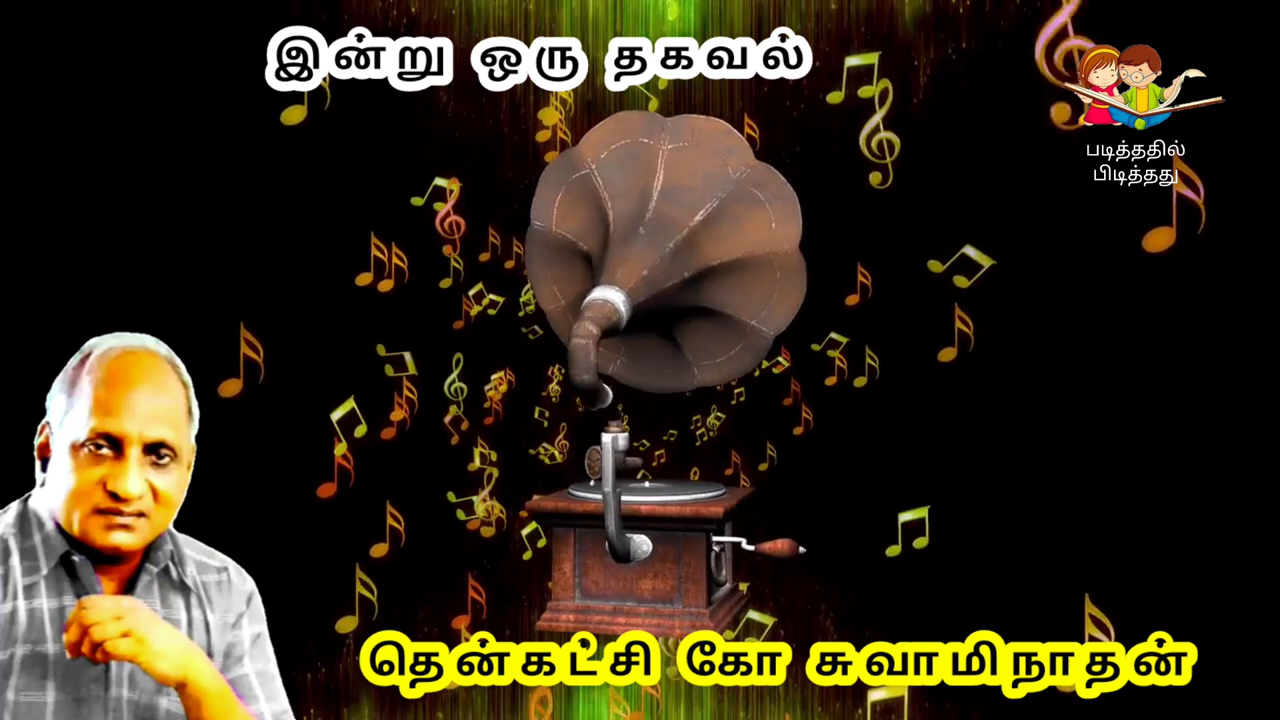 இன்று ஒரு தகவல்
படித்ததில்
பிடித்தது
தென்கட்சி கோ சுவாமிநாதன்